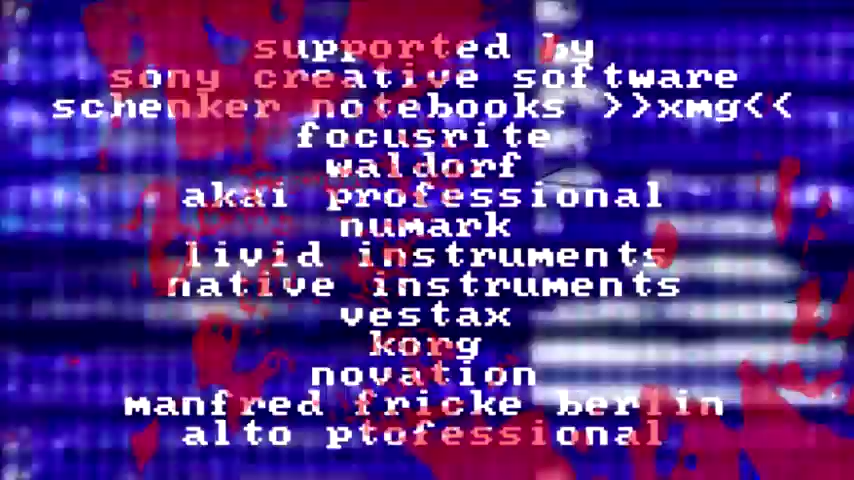 supported by
sony creative software
schenker notebooks >>xmg<<
focusrite
waldorf
akai professional
numark
livid instruments
native instruments
vestax
korg
novation
manfred fricke berlin
alto ptofessional